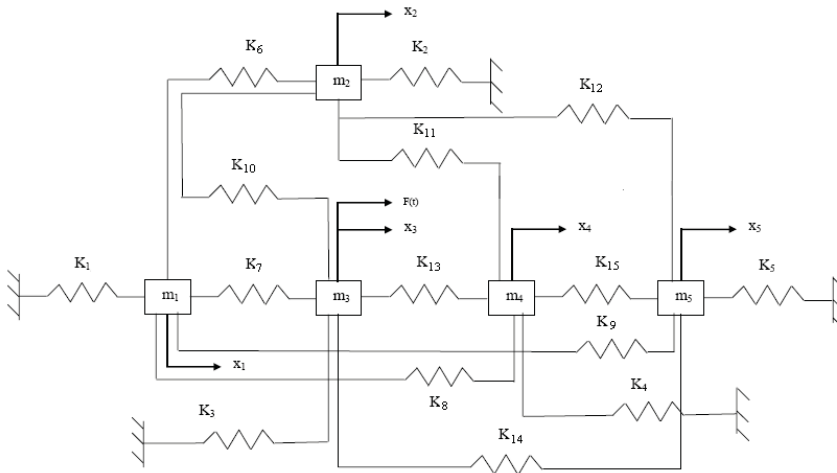 x₂
K₆
K₂
m₂
K₁₂
K₁₁
K₁₀
F(t)
x₃
x₄
x₅
K₁
K₇
K₁₃
K₁₅
K₅
m₁
m₃
m₄
m₅
K₉
x₁
K₈
K₄
K₃
K₁₄